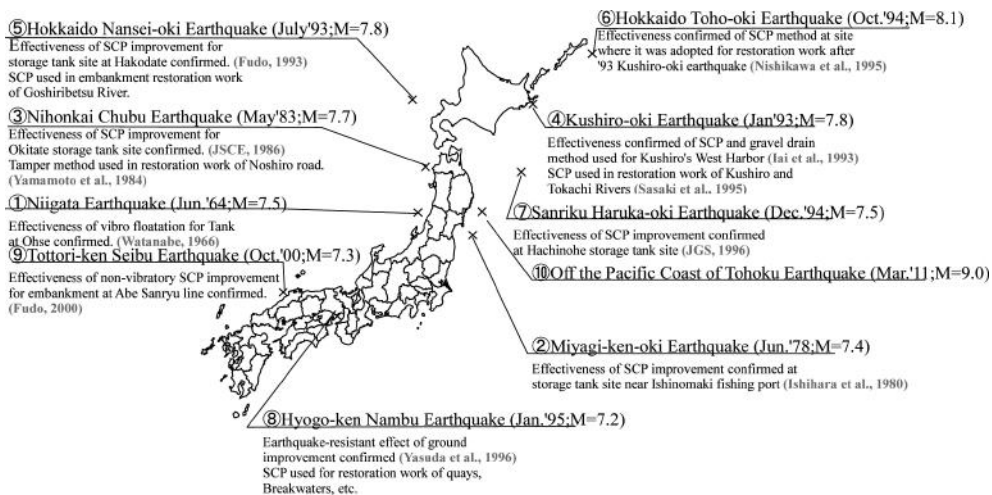 ⑤Hokkaido Nansei-oki Earthquake (July'93;M=7.8)
Effectiveness of SCP improvement for
storage tank site at Hakodate confirmed. (Fudo, 1993)
SCP used in embankment restoration work
of Goshiribetsu River.
③Nihonkai Chubu Earthquake (May'83;M=7.7)
Effectiveness of SCP improvement for
Okitate storage tank site confirmed. (JSCE, 1986)
Tamper method used in restoration work of Noshiro road.
(Yamamoto et al., 1984)
①Niigata Earthquake (Jun.'64;M=7.5)
Effectiveness of vibro floatation for Tank
at Ohse confirmed. (Watanabe, 1966)
⑨Tottori-ken Seibu Earthquake (Oct.'00;M=7.3)
Effectiveness of non-vibratory SCP improvement
for embankment at Abe Sanryu line confirmed.
(Fudo, 2000)
⑥Hokkaido Toho-oki Earthquake (Oct.'94;M=8.1)
Effectiveness confirmed of SCP method at site
where it was adopted for restoration work after
'93 Kushiro-oki earthquake (Nishikawa et al., 1995)
④Kushiro-oki Earthquake (Jan'93;M=7.8)
Effectiveness confirmed of SCP and gravel drain
method used for Kushiro's West Harbor (Iai et al., 1993)
SCP used in restoration work of Kushiro and
Tokachi Rivers (Sasaki et al., 1995)
⑦Sanriku Haruka-oki Earthquake (Dec.'94;M=7.5)
Effectiveness of SCP improvement confirmed
at Hachinohe storage tank site (JGS, 1996)
⑩Off the Pacific Coast of Tohoku Earthquake (Mar.'11;M=9.0)
②Miyagi-ken-oki Earthquake (Jun.'78;M=7.4)
Effectiveness of SCP improvement confirmed at
storage tank site near Ishinomaki fishing port (Ishihara et al., 1980)
⑧Hyogo-ken Nambu Earthquake (Jan.'95;M=7.2)
Earthquake-resistant effect of ground
improvement confirmed (Yasuda et al., 1996)
SCP used for restoration work of quays,
Breakwaters, etc.